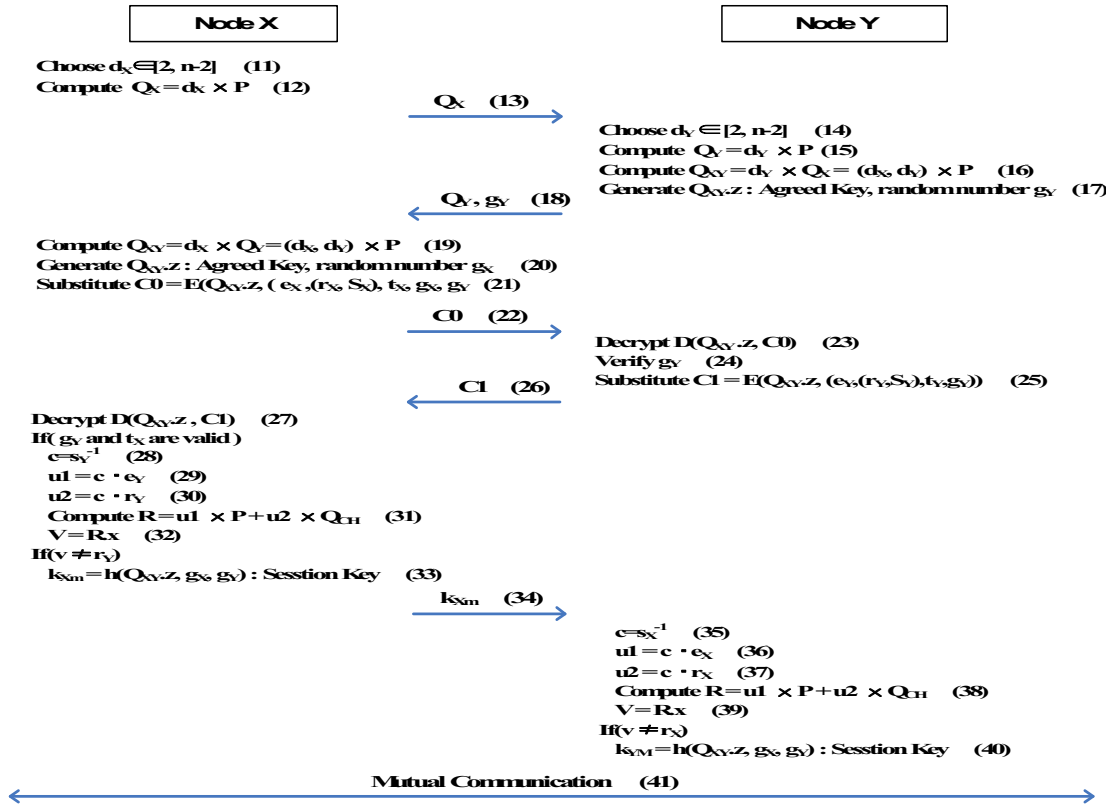 Node X
Node Y
Choose dX∈[2, n-2] (11)
Compute QX=dX × P (12)
QX (13)
Choose dY ∈ [2, n-2] (14)
Compute QY=dY × P (15)
Compute QXY=dY × QX= (dX, dY) × P (16)
Generate QXY.z : Agreed Key, random number gY (17)
QY, gY (18)
Compute QXY=dX × QY=(dX, dY) × P (19)
Generate QXY.z : Agreed Key, random number gX (20)
Substitute C0=E(QXY.z, ( eX ,(rX, SX), tX, gX, gY (21)
C0 (22)
Decrypt D(QXY.z, C0) (23)
Verify gY (24)
Substitute C1=E(QXY.z, (eY,(rY,SY),tY,gY)) (25)
C1 (26)
Decrypt D(QXY.z , C1) (27)
If( gY and tX are valid )
c=sY-1 (28)
u1=c · eY (29)
u2=c · rY (30)
Compute R=u1 × P+u2 × QCH (31)
V=R.x (32)
If(v≠rY)
kXm=h(QXY.z, gX, gY) : Sesstion Key (33)
kXm (34)
c=sX-1 (35)
u1=c · eX (36)
u2=c · rX (37)
Compute R=u1 × P+u2 × QCH (38)
V=R.x (39)
If(v≠rX)
kYM=h(QXY.z, gX, gY) : Sesstion Key (40)
Mutual Communication (41)